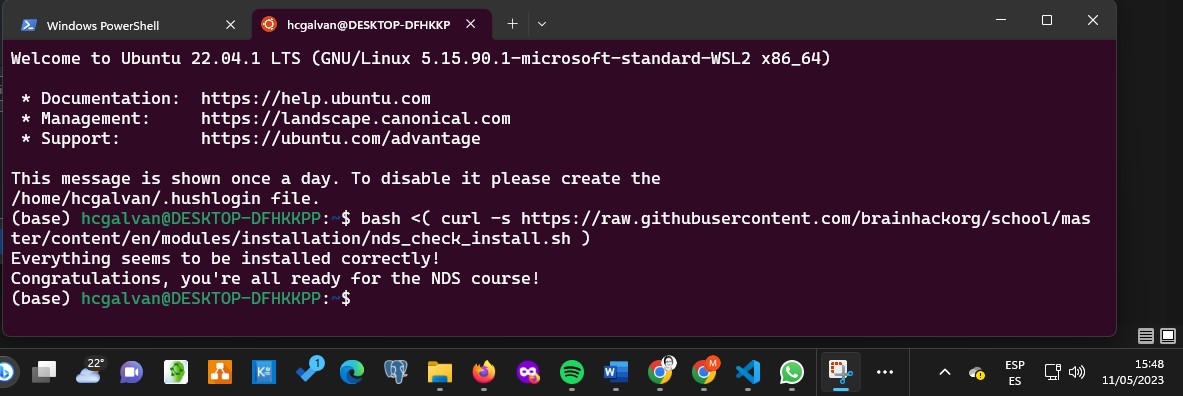 Windows PowerShell
hcgalvan@DESKTOP-DFHKKP
Welcome to Ubuntu 22.04.1 LTS (GNU/Linux 5.15.90.1-microsoft-standard-WSL2 x86_64)
* Documentation:  https://help.ubuntu.com
* Management:     https://landscape.canonical.com
* Support:        https://ubuntu.com/advantage
This message is shown once a day. To disable it please create the
/home/hcgalvan/.hushlogin file.
(base) hcgalvan@DESKTOP-DFHKKPP:~$ bash <( curl -s https://raw.githubusercontent.com/brainhackorg/school/mas
ter/content/en/modules/installation/nds_check_install.sh )
Everything seems to be installed correctly!
Congratulations, you're all ready for the NDS course!
(base) hcgalvan@DESKTOP-DFHKKPP:~$
22°
1
M
ESP
ES
15:48
11/05/2023